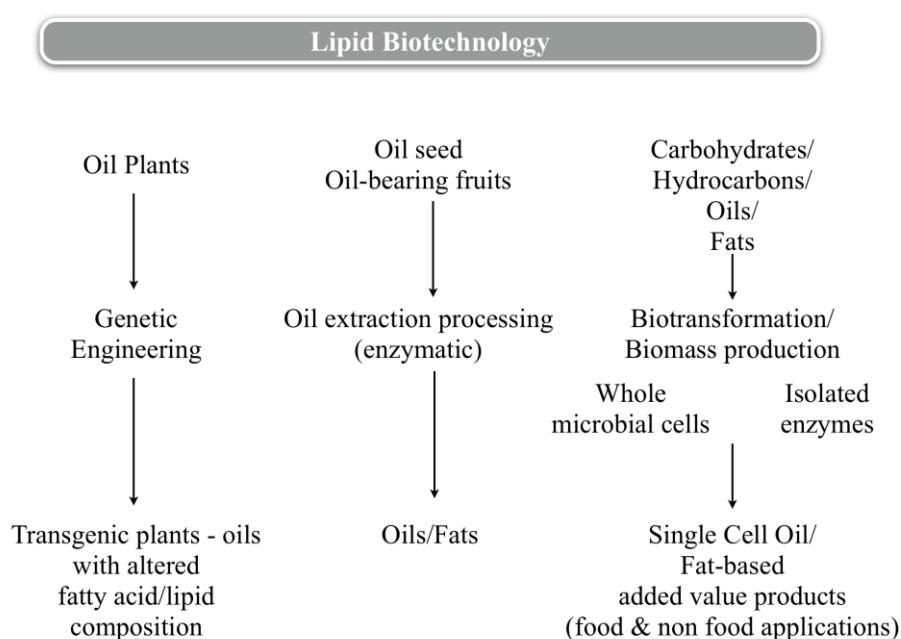 Lipid Biotechnology
Oil Plants
Genetic
Engineering
Transgenic plants - oils
with altered
fatty acid/lipid
composition
Oil seed
Oil-bearing fruits
Oil extraction processing
(enzymatic)
Oils/Fats
Carbohydrates/
Hydrocarbons/
Oils/
Fats
Biotransformation/
Biomass production
Whole
microbial cells
Isolated
enzymes
Single Cell Oil/
Fat-based
added value products
(food & non food applications)